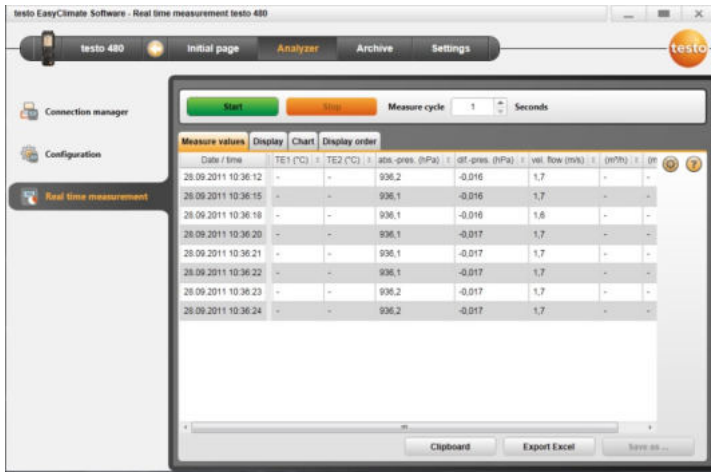 testo EasyClimate Software - Real time measurement testo 480
testo 480 Initial page Analyzer Archive Settings testo
Connection manager
Configuration
Real time measurement
Start Stop Measure cycle 1 Seconds
Measure values Display Chart Display order
Date / time TE1 (°C) TE2 (°C) abs.-pres. (hPa) dif.-pres. (hPa) vel. flow (m/s) (m³/h) (m ?
28.09.2011 10:36:12 - - 936,2 -0,016 1,7 - -
28.09.2011 10:36:15 - - 936,1 -0,016 1,7 - -
28.09.2011 10:36:18 - - 936,1 -0,016 1,6 - -
28.09.2011 10:36:20 - - 936,1 -0,017 1,7 - -
28.09.2011 10:36:21 - - 936,1 -0,017 1,7 - -
28.09.2011 10:36:22 - - 936,1 -0,017 1,7 - -
28.09.2011 10:36:23 - - 936,2 -0,017 1,7 - -
28.09.2011 10:36:24 - - 936,2 -0,017 1,7 - -
Clipboard Export Excel Save as ...